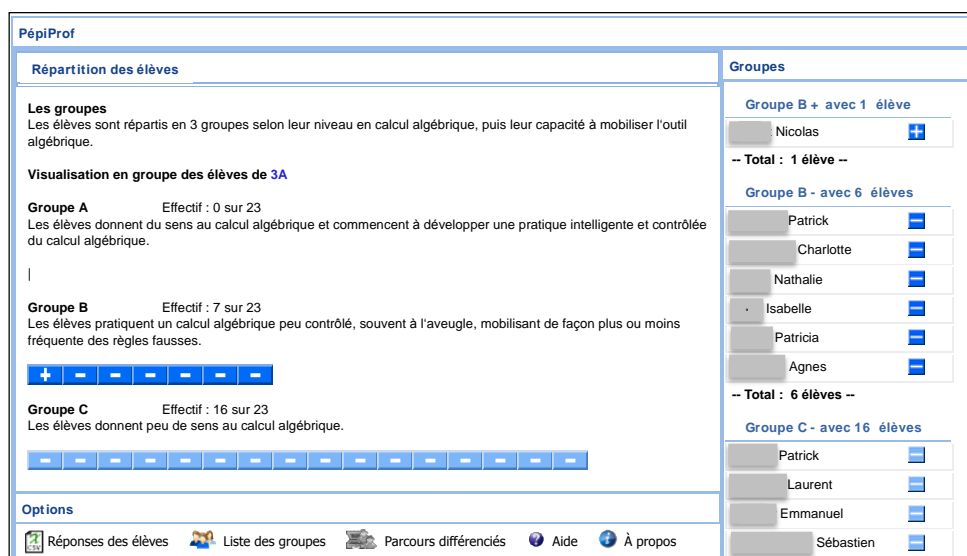 PépiProf
Répartition des élèves
Les groupes
Les élèves sont répartis en 3 groupes selon leur niveau en calcul algébrique, puis leur capacité à mobiliser l'outil
algébrique.
Visualisation en groupe des élèves de 3A
Groupe A Effectif : 0 sur 23
Les élèves donnent du sens au calcul algébrique et commencent à développer une pratique intelligente et contrôlée
du calcul algébrique.
|
Groupe B Effectif : 7 sur 23
Les élèves pratiquent un calcul algébrique peu contrôlé, souvent à l'aveugle, mobilisant de façon plus ou moins
fréquente des règles fausses.
+ - - - - - -
Groupe C Effectif : 16 sur 23
Les élèves donnent peu de sens au calcul algébrique.
- - - - - - - - - - - - - - - -
Options
CSV Réponses des élèves Liste des groupes Parcours différenciés ? Aide i À propos
Groupes
Groupe B + avec 1 élève
Nicolas +
-- Total : 1 élève --
Groupe B - avec 6 élèves
Patrick -
Charlotte -
Nathalie -
Isabelle -
Patricia -
Agnes -
-- Total : 6 élèves --
Groupe C - avec 16 élèves
Patrick -
Laurent -
Emmanuel -
Sébastien -